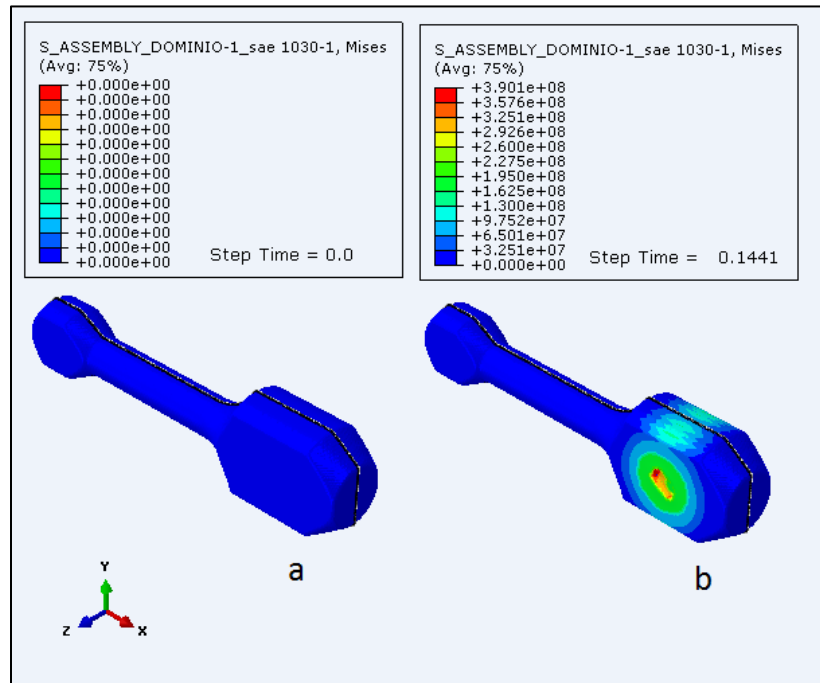 S_ASSEMBLY_DOMINIO-1_sae 1030-1, Mises
(Avg: 75%)
+0.000e+00
+0.000e+00
+0.000e+00
+0.000e+00
+0.000e+00
+0.000e+00
+0.000e+00
+0.000e+00
+0.000e+00
+0.000e+00
+0.000e+00
+0.000e+00
+0.000e+00
Step Time = 0.0
S_ASSEMBLY_DOMINIO-1_sae 1030-1, Mises
(Avg: 75%)
+3.901e+08
+3.576e+08
+3.251e+08
+2.926e+08
+2.600e+08
+2.275e+08
+1.950e+08
+1.625e+08
+1.300e+08
+9.752e+07
+6.501e+07
+3.251e+07
+0.000e+00
Step Time = 0.1441
a
b
Y
Z
X